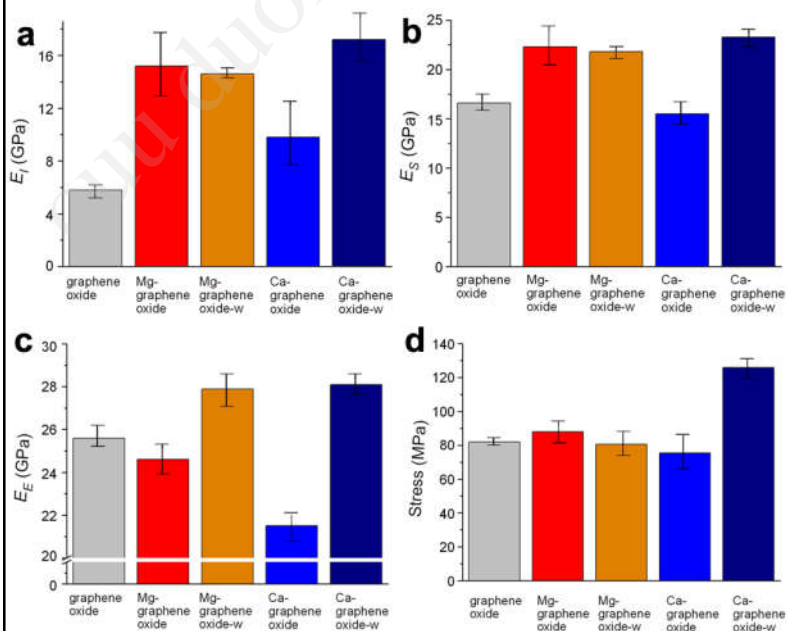 a
16
12
8
4
0
E_I (GPa)
graphene oxide
Mg-
graphene
oxide
Mg-
graphene
oxide-w
Ca-
graphene
oxide
Ca-
graphene
oxide-w
b
25
20
15
10
5
0
E_S (GPa)
graphene
oxide
Mg-
graphene
oxide
Mg-
graphene
oxide-w
Ca-
graphene
oxide
Ca-
graphene
oxide-w
c
30
28
26
24
22
20
0
E_E (GPa)
graphene
oxide
Mg-
graphene
oxide
Mg-
graphene
oxide-w
Ca-
graphene
oxide
Ca-
graphene
oxide-w
d
140
120
100
80
60
40
20
0
Stress (MPa)
graphene
oxide
Mg-
graphene
oxide
Mg-
graphene
oxide-w
Ca-
graphene
oxide
Ca-
graphene
oxide-w